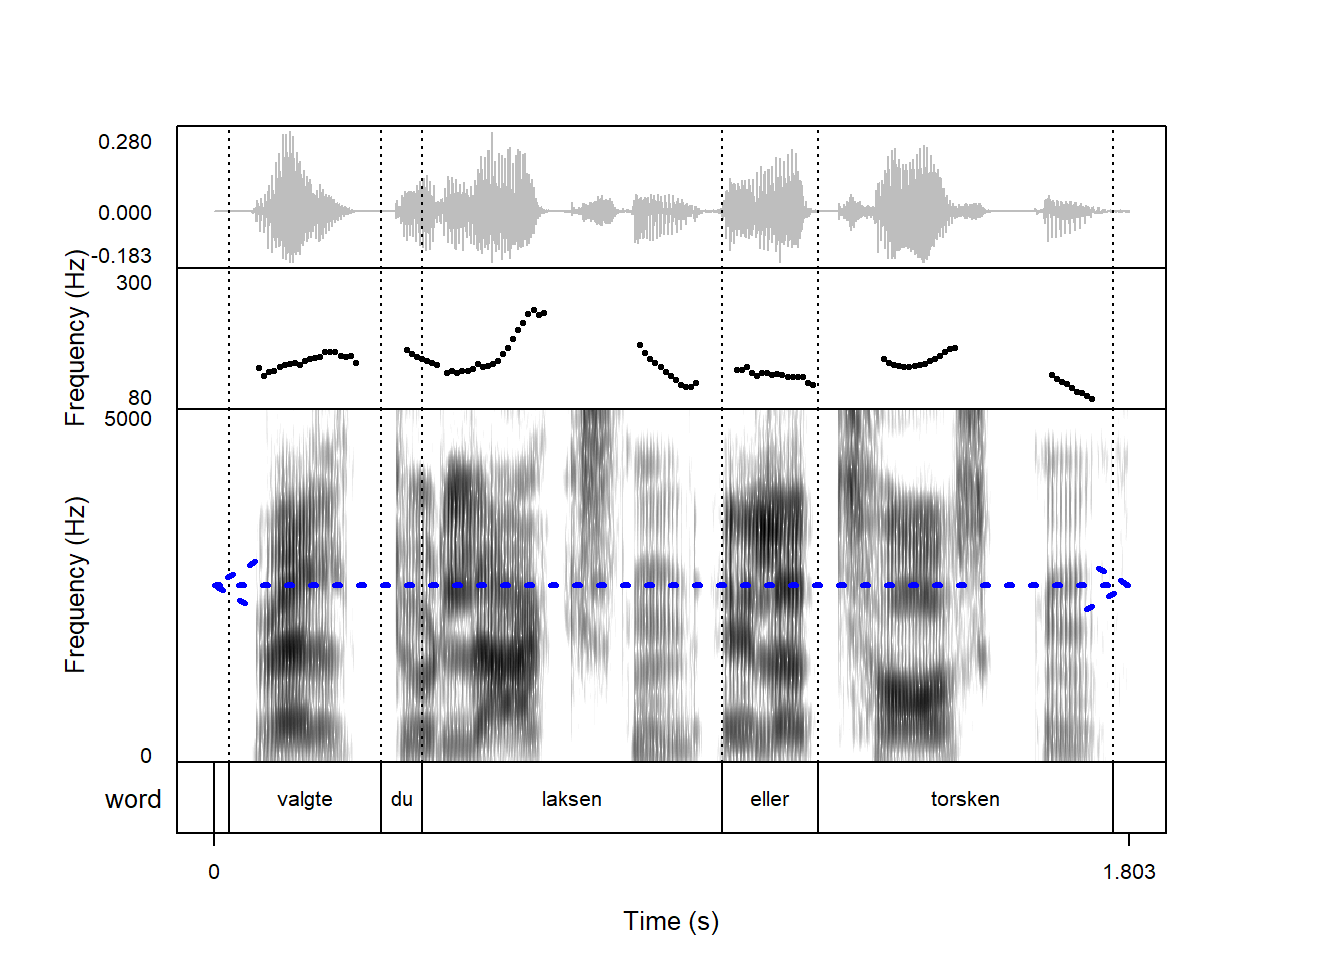 0.280
0.000
-0.183
Frequency (Hz)
300
80
Frequency (Hz)
5000
0
word
valgte
du
laksen
eller
torsken
0
1.803
Time (s)